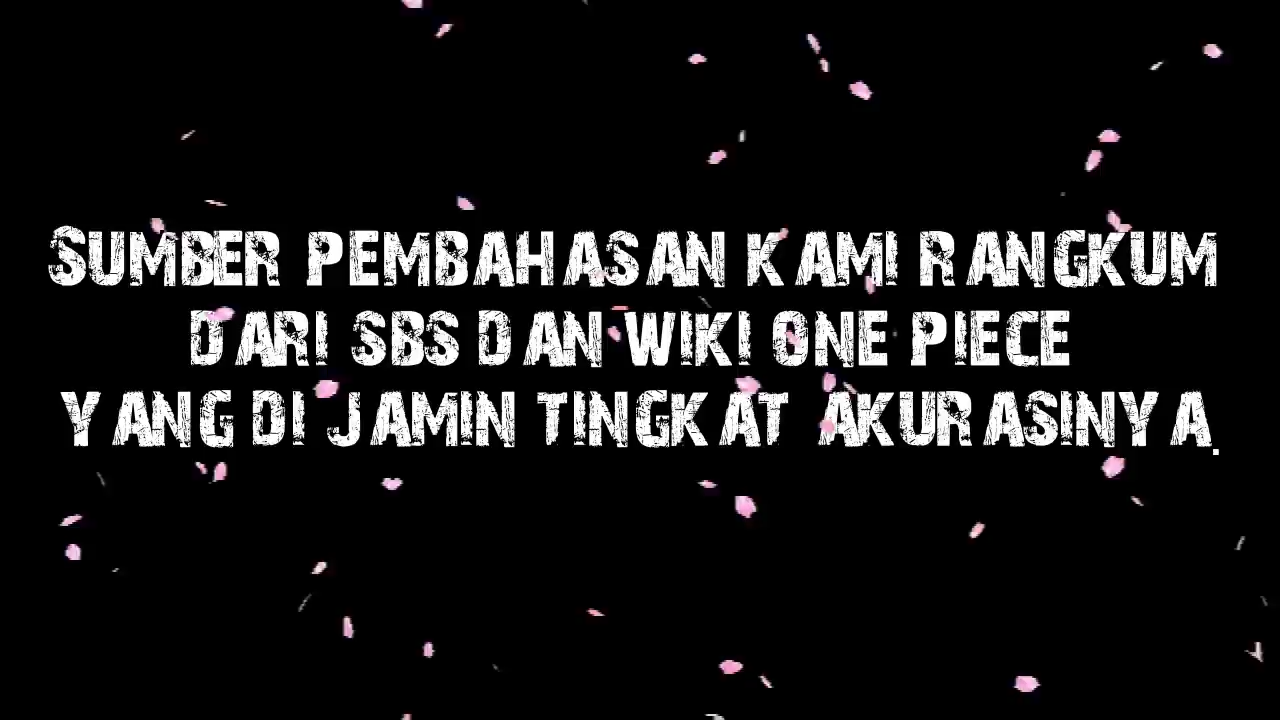 SUMBER PEMBAHASAN KAMI RANGKUM
DARI SBS DAN WIKI ONE PIECE
YANG DI JAMIN TINGKAT AKURASINYA.